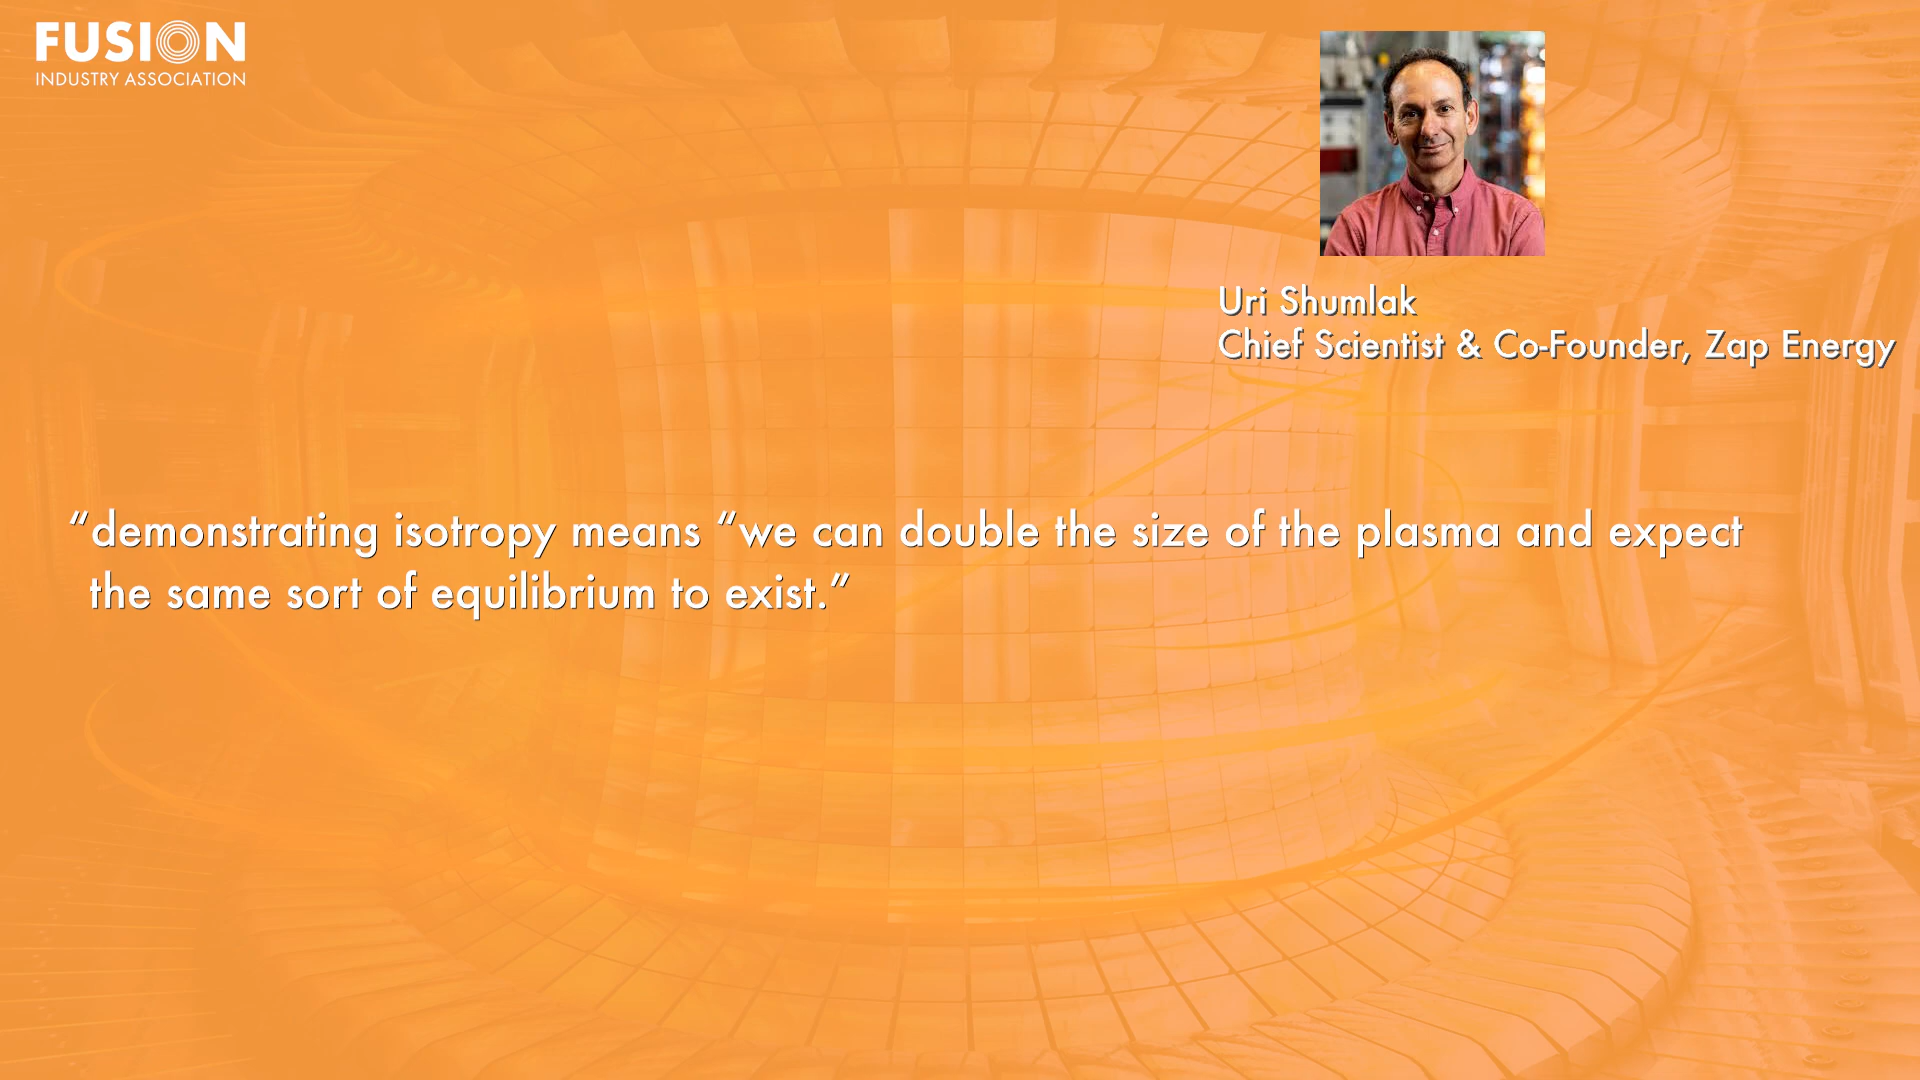 FUSION
INDUSTRY ASSOCIATION
Uri Shumlak
Chief Scientist & Co-Founder, Zap Energy
“demonstrating isotropy means “we can double the size of the plasma and expect
the same sort of equilibrium to exist.”